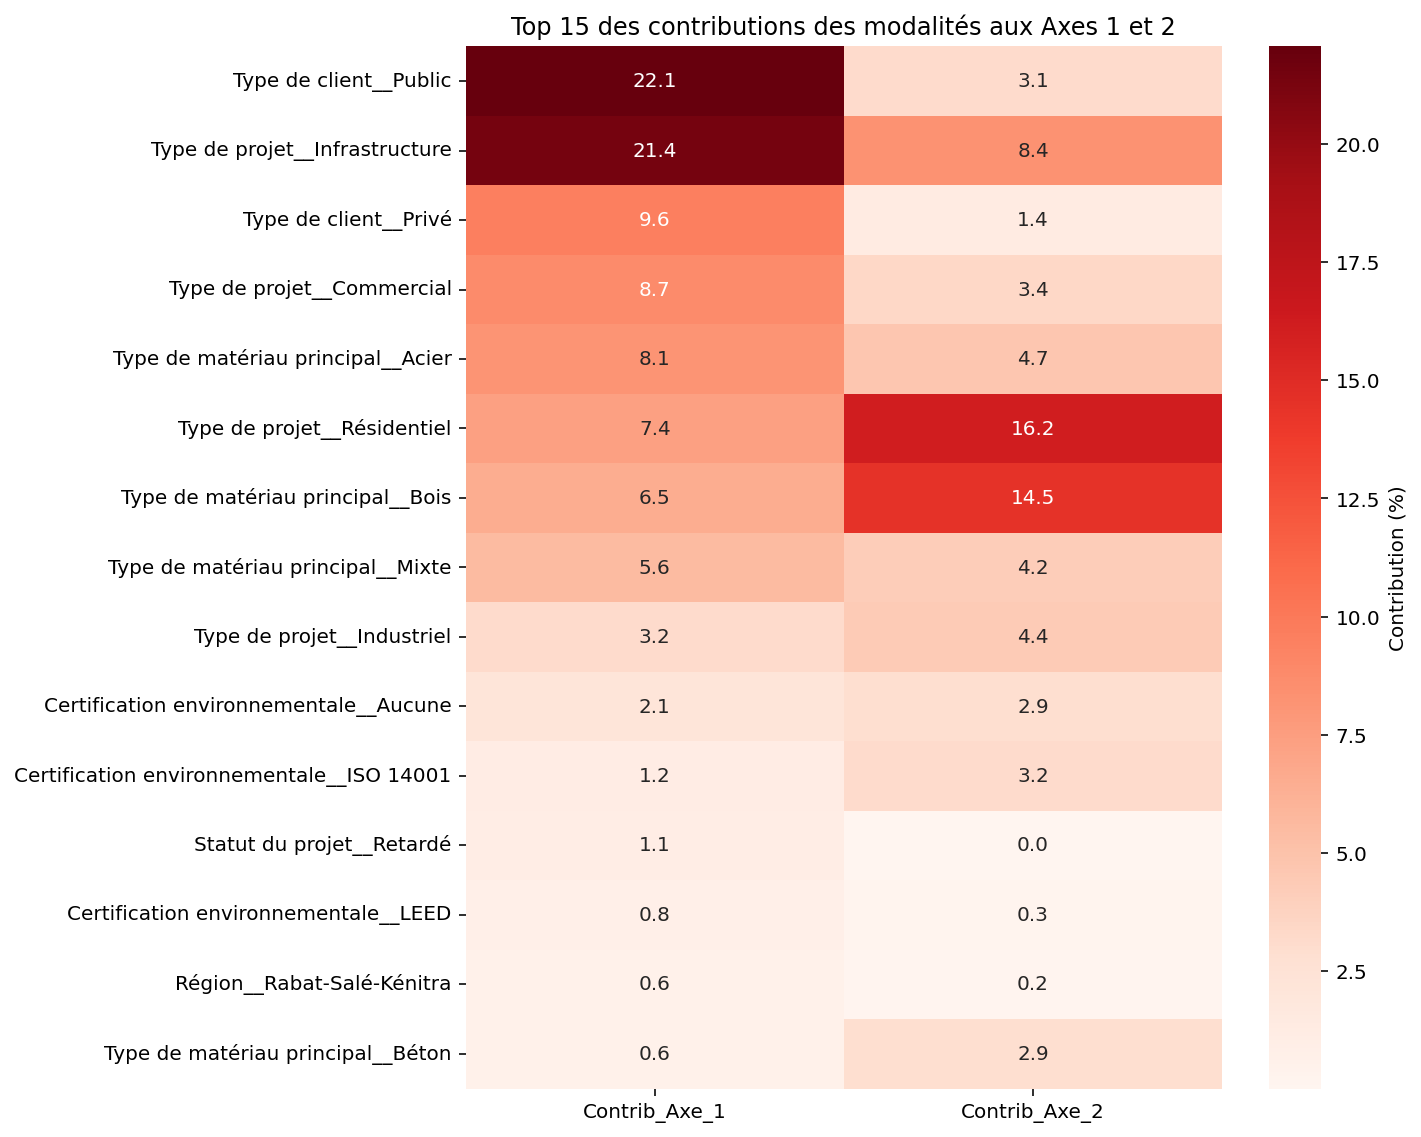 Top 15 des contributions des modalités aux Axes 1 et 2
Type de client__Public 22.1 3.1
Type de projet__Infrastructure 21.4 8.4
Type de client__Privé 9.6 1.4
Type de projet__Commercial 8.7 3.4
Type de matériau principal__Acier 8.1 4.7
Type de projet__Résidentiel 7.4 16.2
Type de matériau principal__Bois 6.5 14.5
Type de matériau principal__Mixte 5.6 4.2
Type de projet__Industriel 3.2 4.4
Certification environnementale__Aucune 2.1 2.9
Certification environnementale__ISO 14001 1.2 3.2
Statut du projet__Retardé 1.1 0.0
Certification environnementale__LEED 0.8 0.3
Région__Rabat-Salé-Kénitra 0.6 0.2
Type de matériau principal__Béton 0.6 2.9
Contrib_Axe_1 Contrib_Axe_2
20.0
17.5
15.0
12.5
10.0
7.5
5.0
2.5
Contribution (%)